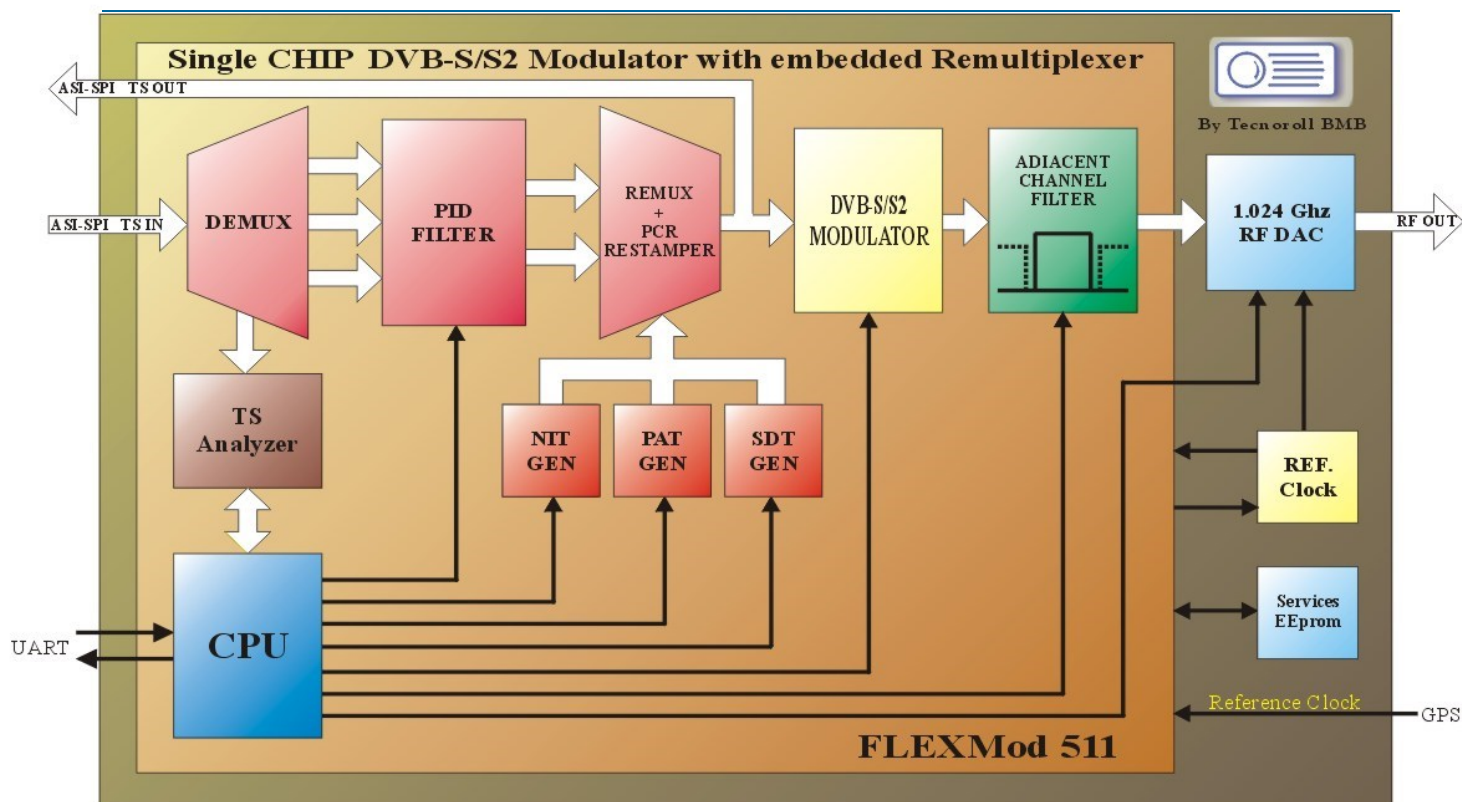 Single CHIP DVB-S/S2 Modulator with embedded Remultiplexer
ASI-SPI TS OUT
By Tecnoroll BMB
ASI-SPI TS IN
DEMUX
PID
FILTER
REMUX
+
PCR
RESTAMPER
DVB-S/S2
MODULATOR
ADIACENT
CHANNEL
FILTER
1.024 Ghz
RF DAC
RF OUT
TS
Analyzer
NIT
GEN
PAT
GEN
SDT
GEN
REF.
Clock
CPU
UART
Services
EEprom
Reference Clock
GPS
FLEXMod 511